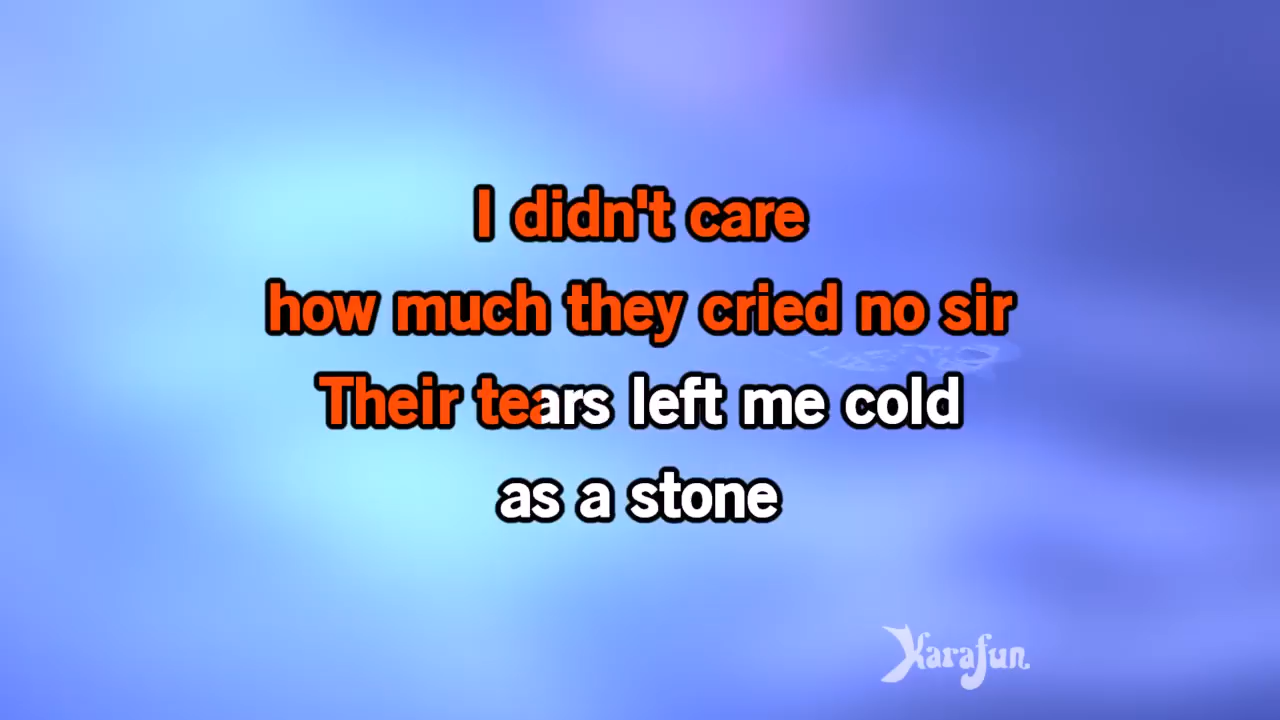 I didn't care
how much they cried no sir
Their tears left me cold
as a stone
Karafun